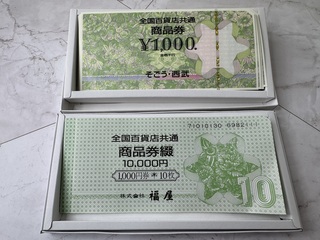 全国百貨店共通
商品券
¥1,000
そごう・西武
全国百貨店共通
商品券綴
10,000円
1,000円券 10枚
株式会社 福屋
10